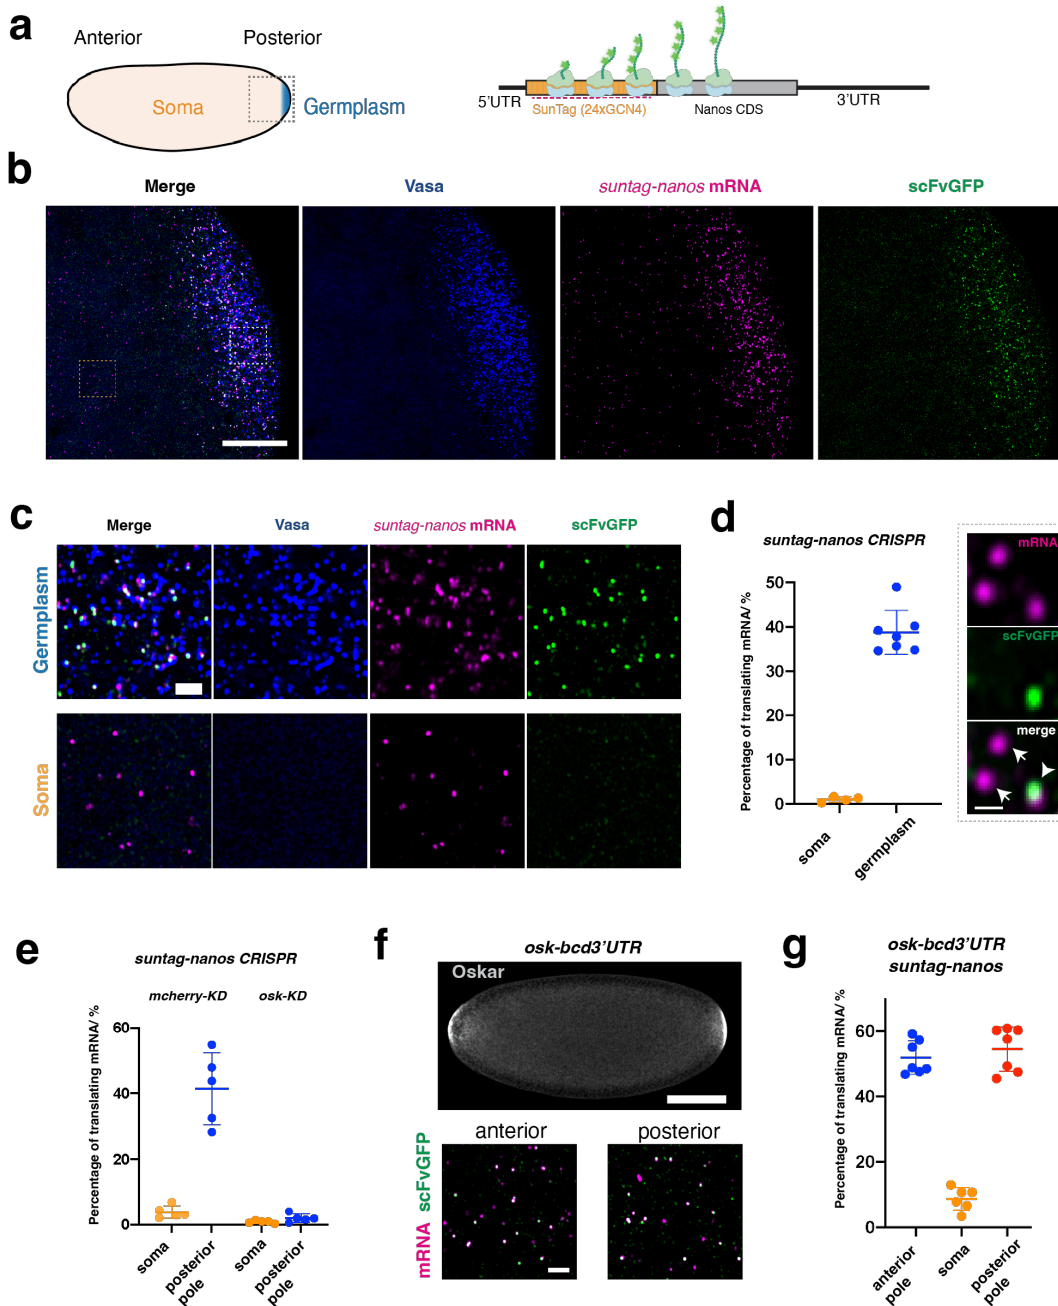 a
Anterior
Posterior
Soma
Germplasm
5'UTR
SunTag (24xGCN4)
Nanos CDS
3'UTR
b
Merge
Vasa
suntag-nanos mRNA
scFvGFP
c
Merge
Vasa
suntag-nanos mRNA
scFvGFP
Germplasm
Soma
d
suntag-nanos CRISPR
Percentage of translating mRNA/ %
50
40
30
20
10
0
soma
germplasm
mRNA
scFvGFP
merge
e
suntag-nanos CRISPR
mcherry-KD
osk-KD
Percentage of translating mRNA/ %
60
40
20
0
soma
posterior
pole
soma
posterior
pole
f
osk-bcd3'UTR
Oskar
anterior
posterior
mRNA scFvGFP
g
osk-bcd3'UTR
suntag-nanos
Percentage of translating mRNA/ %
60
40
20
0
anterior
pole
soma
posterior
pole